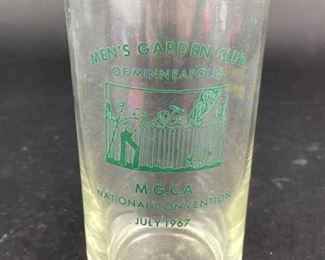 MEN'S GARDEN CLUB
OF MINNEAPOLIS
M.G.C.A
NATIONAL CONVENTION
JULY 1967